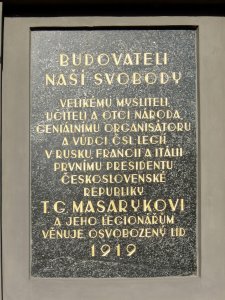 BUDOVATELI
NAŠÍ SVOBODY
VELIKÉMU MYSLITELI,
UČITELI A OTCI NÁRODA,
GENIÁLNÍMU ORGANISÁTORU
A VŮDCI ČSL. LEGIÍ
V RUSKU, FRANCII A ITÁLII
PRVNÍMU PRESIDENTU
ČESKOSLOVENSKÉ
REPUBLIKY
T. G. MASARYKOVI
A JEHO LEGIONÁŘŮM
VĚNUJE OSVOBOZENÝ LID
1919